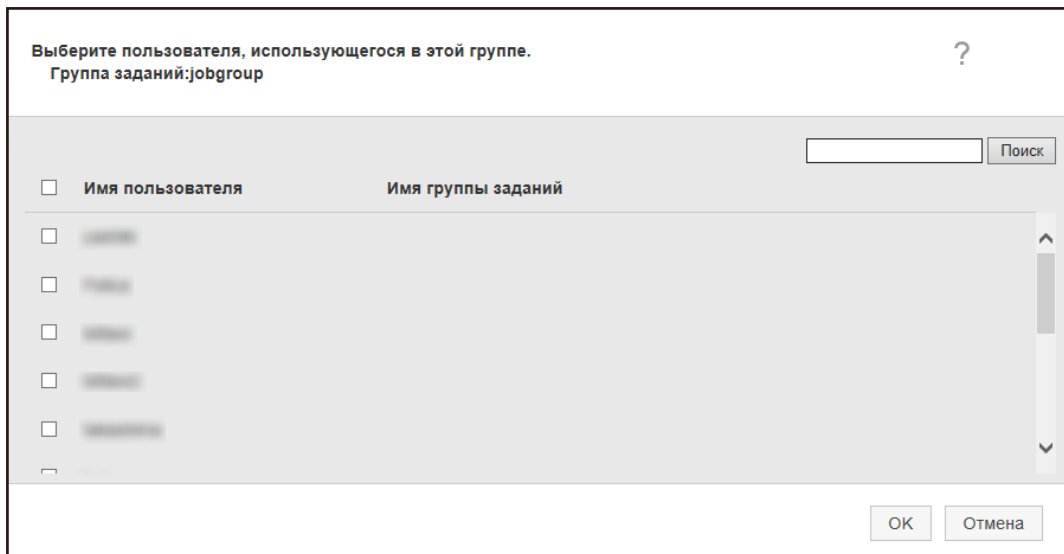 Выберите пользователя, использующегося в этой группе.
?
Группа заданий:jobgroup
Поиск
Имя пользователя Имя группы заданий
OK Отмена